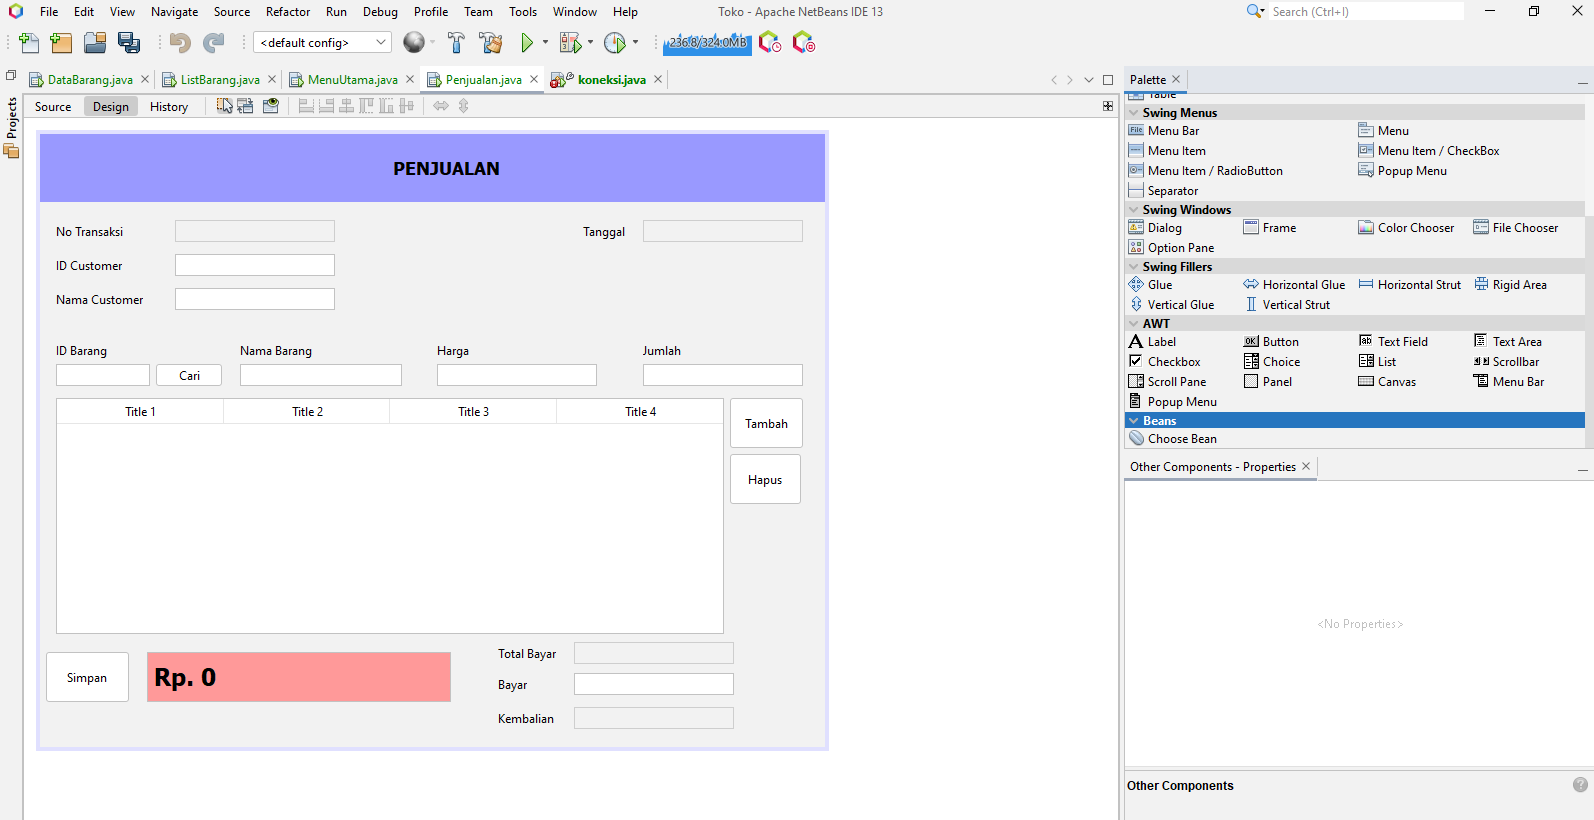 File Edit View Navigate Source Refactor Run Debug Profile Team Tools Window Help Toko - Apache NetBeans IDE 13 Search (Ctrl+I)
<default config> 236.8/324.0MB
DataBarang.java ListBarang.java MenuUtama.java Penjualan.java koneksi.java
Source Design History
Projects
PENJUALAN
No Transaksi Tanggal
ID Customer
Nama Customer
ID Barang Nama Barang Harga Jumlah
Cari
Title 1 Title 2 Title 3 Title 4
Tambah
Hapus
Simpan Rp. 0
Total Bayar
Bayar
Kembalian
Palette
Table
Swing Menus
Menu Bar Menu
Menu Item Menu Item / CheckBox
Menu Item / RadioButton Popup Menu
Separator
Swing Windows
Dialog Frame Color Chooser File Chooser
Option Pane
Swing Fillers
Glue Horizontal Glue Horizontal Strut Rigid Area
Vertical Glue Vertical Strut
AWT
Label Button Text Field Text Area
Checkbox Choice List Scrollbar
Scroll Pane Panel Canvas Menu Bar
Popup Menu
Beans
Choose Bean
Other Components - Properties
<No Properties>
Other Components